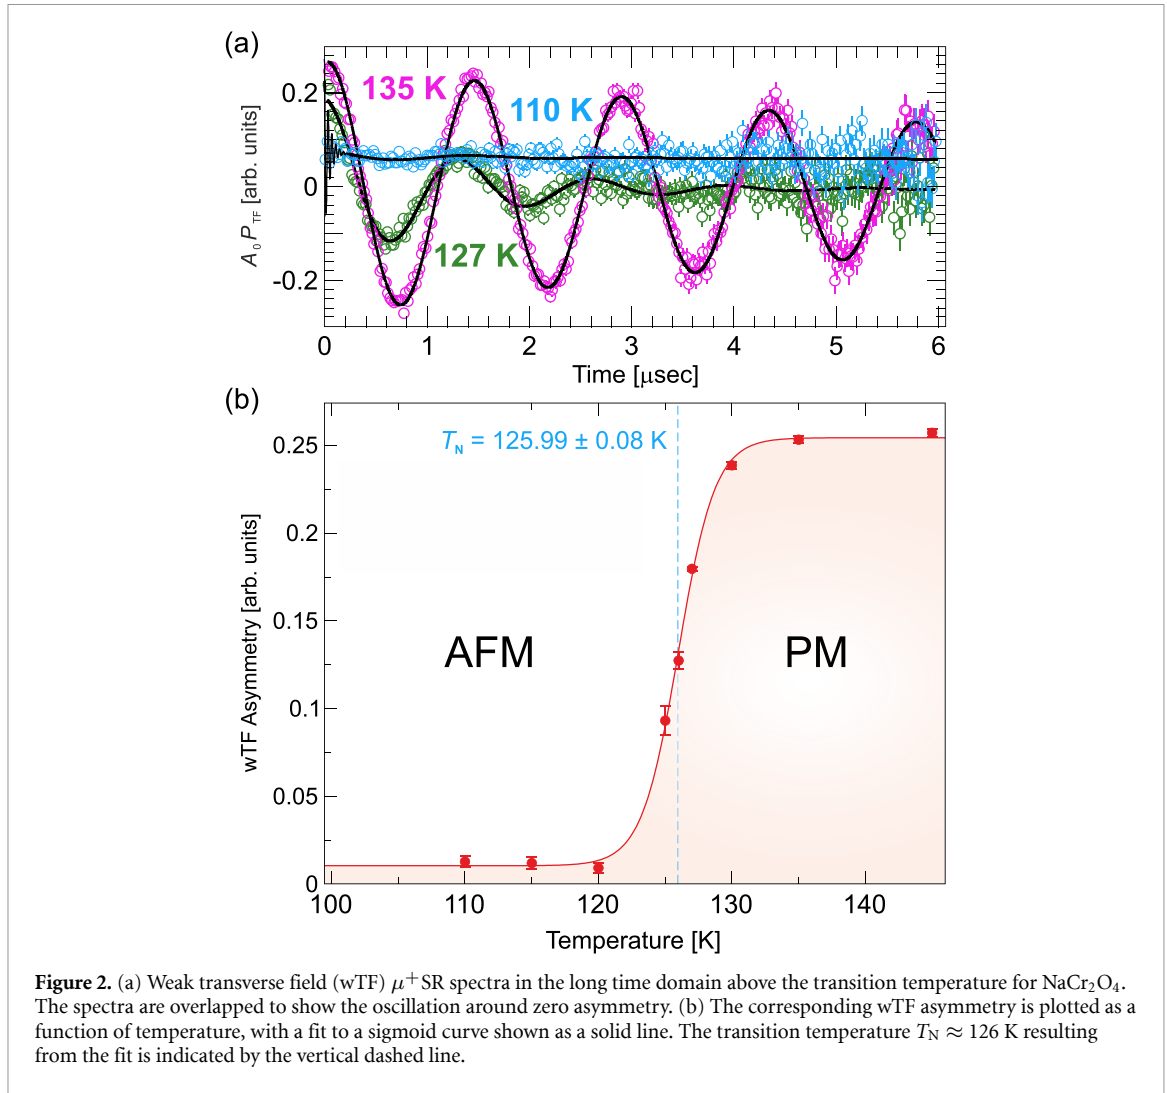 (a)
135 K
110 K
127 K
0.2
0
-0.2
A₀ P_TF [arb. units]
0 1 2 3 4 5 6
Time [μsec]
(b)
T_N = 125.99 ± 0.08 K
0.25
0.2
0.15
0.1
0.05
0
wTF Asymmetry [arb. units]
AFM
PM
100 110 120 130 140
Temperature [K]
Figure 2. (a) Weak transverse field (wTF) μ⁺SR spectra in the long time domain above the transition temperature for NaCr₂O₄.
The spectra are overlapped to show the oscillation around zero asymmetry. (b) The corresponding wTF asymmetry is plotted as a
function of temperature, with a fit to a sigmoid curve shown as a solid line. The transition temperature T_N ≈ 126 K resulting
from the fit is indicated by the vertical dashed line.